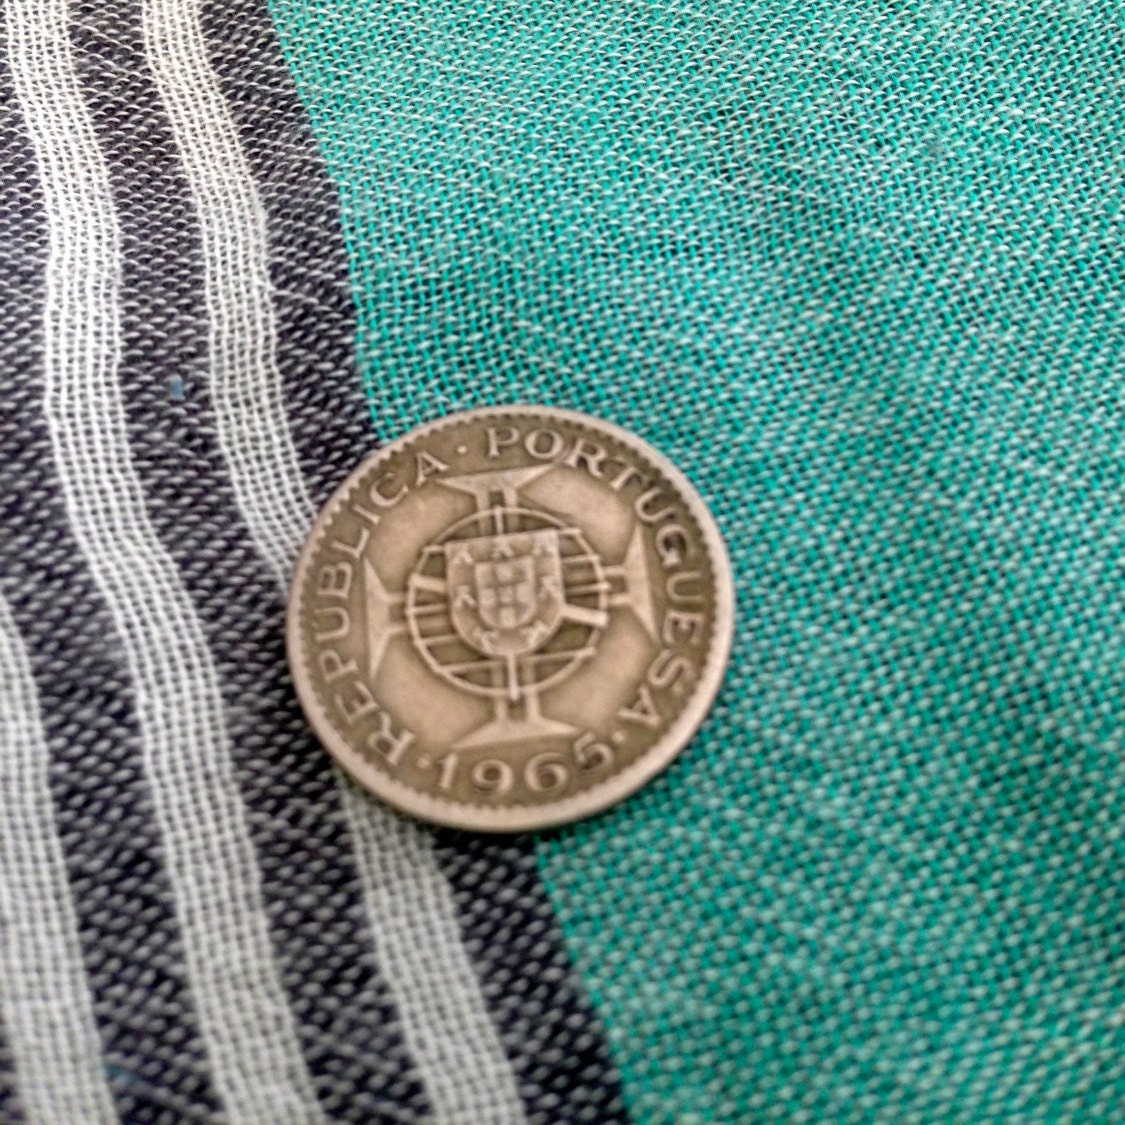 REPUBLICA · PORTUGUESA
· 1965 ·